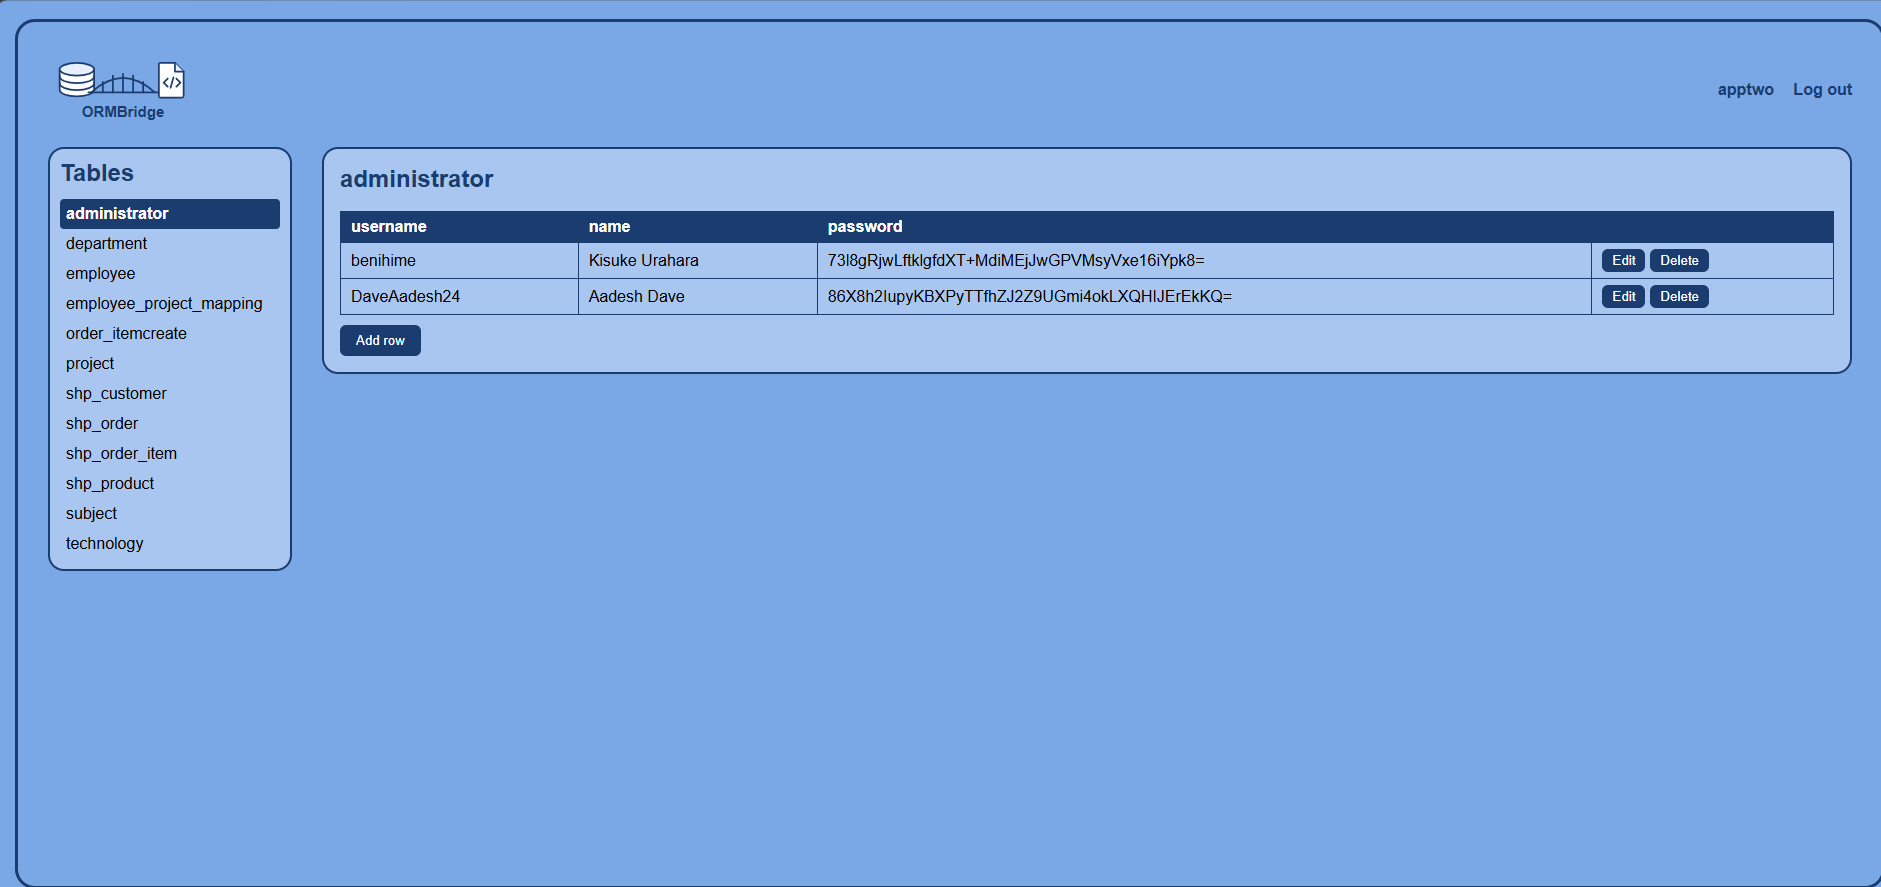 </>
ORMBridge
apptwo Log out
Tables
administrator
department
employee
employee_project_mapping
order_itemcreate
project
shp_customer
shp_order
shp_order_item
shp_product
subject
technology
administrator
username name password
benihime Kisuke Urahara 73l8gRjwLftklgfdXT+MdiMEjJwGPVMsyVxe16iYpk8= Edit Delete
DaveAadesh24 Aadesh Dave 86X8h2IupyKBXPyTTfhZJ2Z9UGmi4okLXQHIJErEkKQ= Edit Delete
Add row